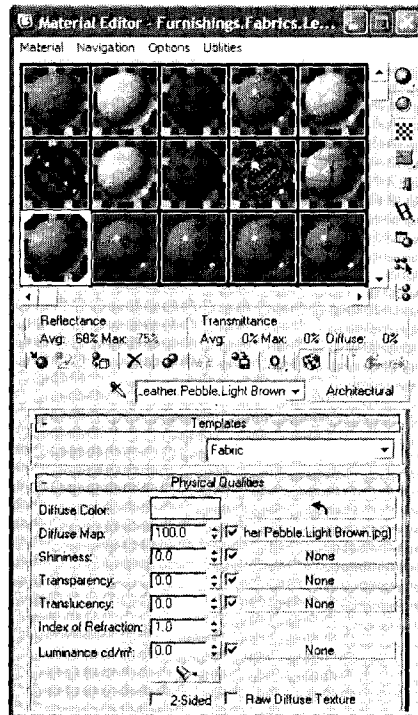 Material Editor - Furnishings.Fabrics.Le...
Material Navigation Options Utilities
Reflectance Transmittance
Avg: 68% Max: 75% Avg: 0% Max: 0% Diffuse: 0%
Leather.Pebble.Light Brown Architectural
- Templates
Fabric
- Physical Qualities
Diffuse Color:
Diffuse Map: 100.0 her Pebble.Light Brown.jpg)
Shininess: 0.0 None
Transparency: 0.0 None
Translucency: 0.0 None
Index of Refraction: 1.0
Luminance cd/m²: 0.0 None
2-Sided Raw Diffuse Texture